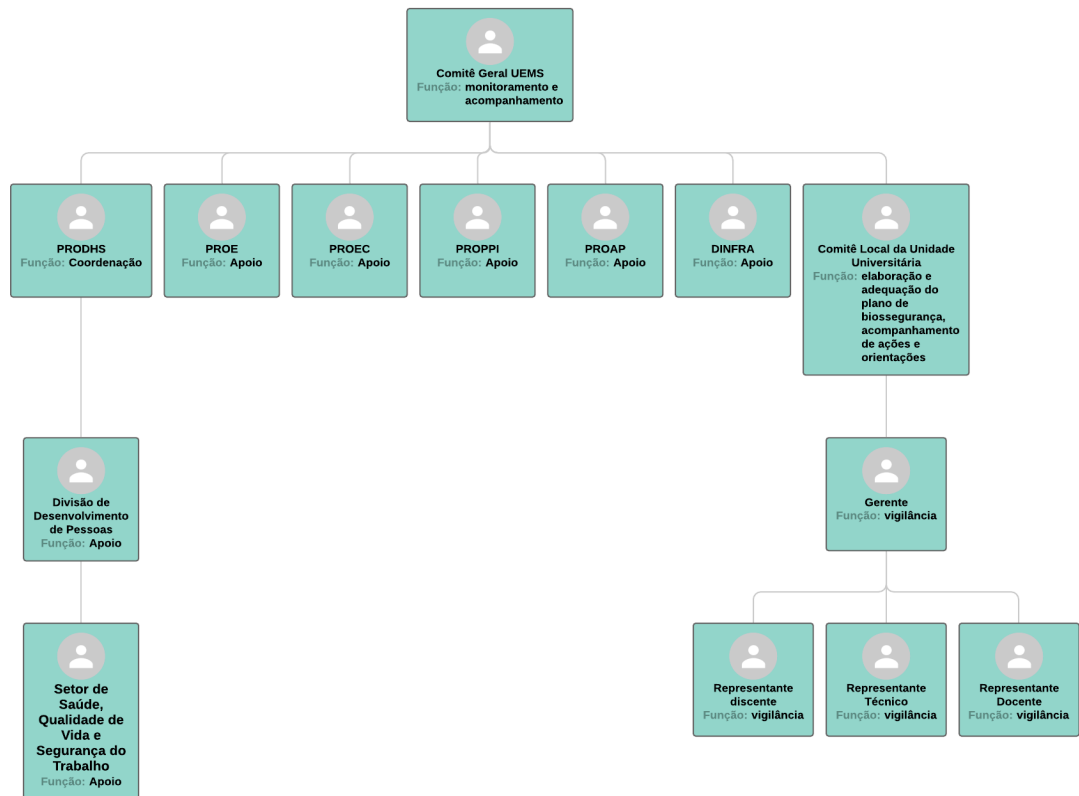 Comitê Geral UEMS
Função: monitoramento e
acompanhamento
PRODHS
Função: Coordenação
PROE
Função: Apoio
PROEC
Função: Apoio
PROPPI
Função: Apoio
PROAP
Função: Apoio
DINFRA
Função: Apoio
Comitê Local da Unidade
Universitária
Função: elaboração e
adequação do
plano de
biossegurança,
acompanhamento
de ações e
orientações
Divisão de
Desenvolvimento
de Pessoas
Função: Apoio
Gerente
Função: vigilância
Setor de
Saúde,
Qualidade de
Vida e
Segurança do
Trabalho
Função: Apoio
Representante
discente
Função: vigilância
Representante
Técnico
Função: vigilância
Representante
Docente
Função: vigilância